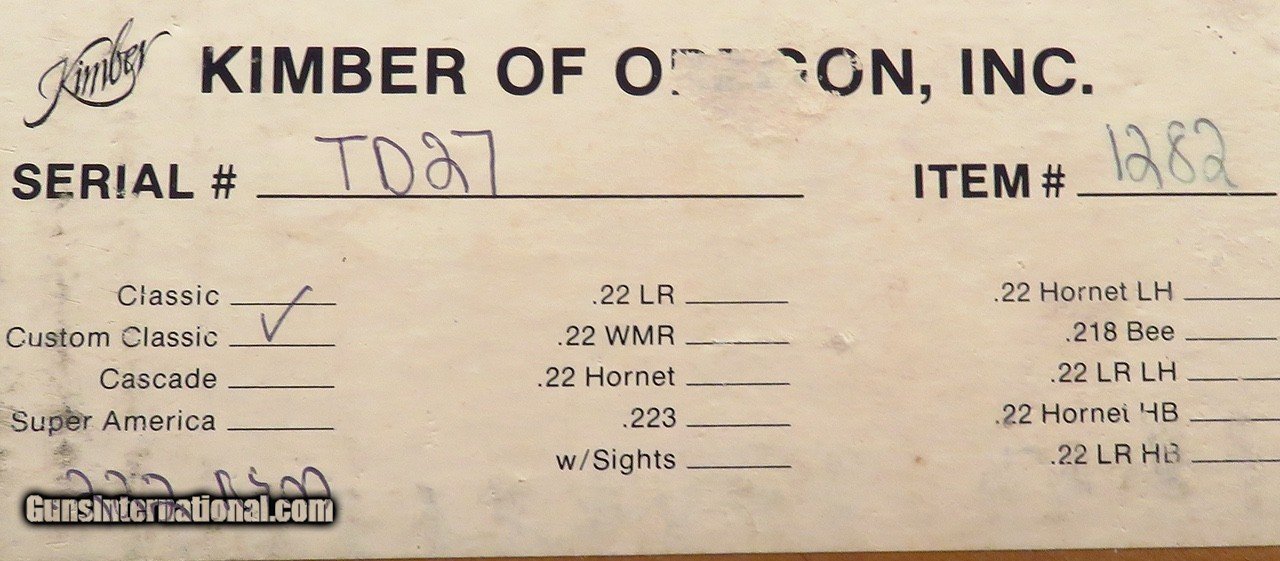 Kimber KIMBER OF O GON, INC.
SERIAL # TD27 ITEM # 1282
Classic .22 LR .22 Hornet LH
Custom Classic ✓ .22 WMR .218 Bee
Cascade .22 Hornet .22 LR LH
Super America .223 .22 Hornet HB
w/Sights .22 LR HB
222
GunsInternational.com